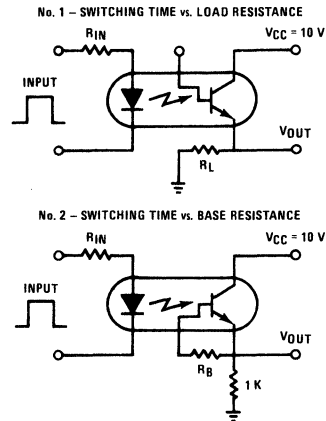 No. 1 – SWITCHING TIME vs. LOAD RESISTANCE
RIN
VCC = 10 V
INPUT
VOUT
RL
No. 2 – SWITCHING TIME vs. BASE RESISTANCE
RIN
VCC = 10 V
INPUT
VOUT
RB
1 K